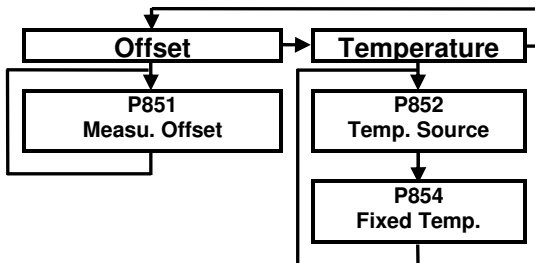 Offset
Temperature
P851
Measu. Offset
P852
Temp. Source
P854
Fixed Temp.